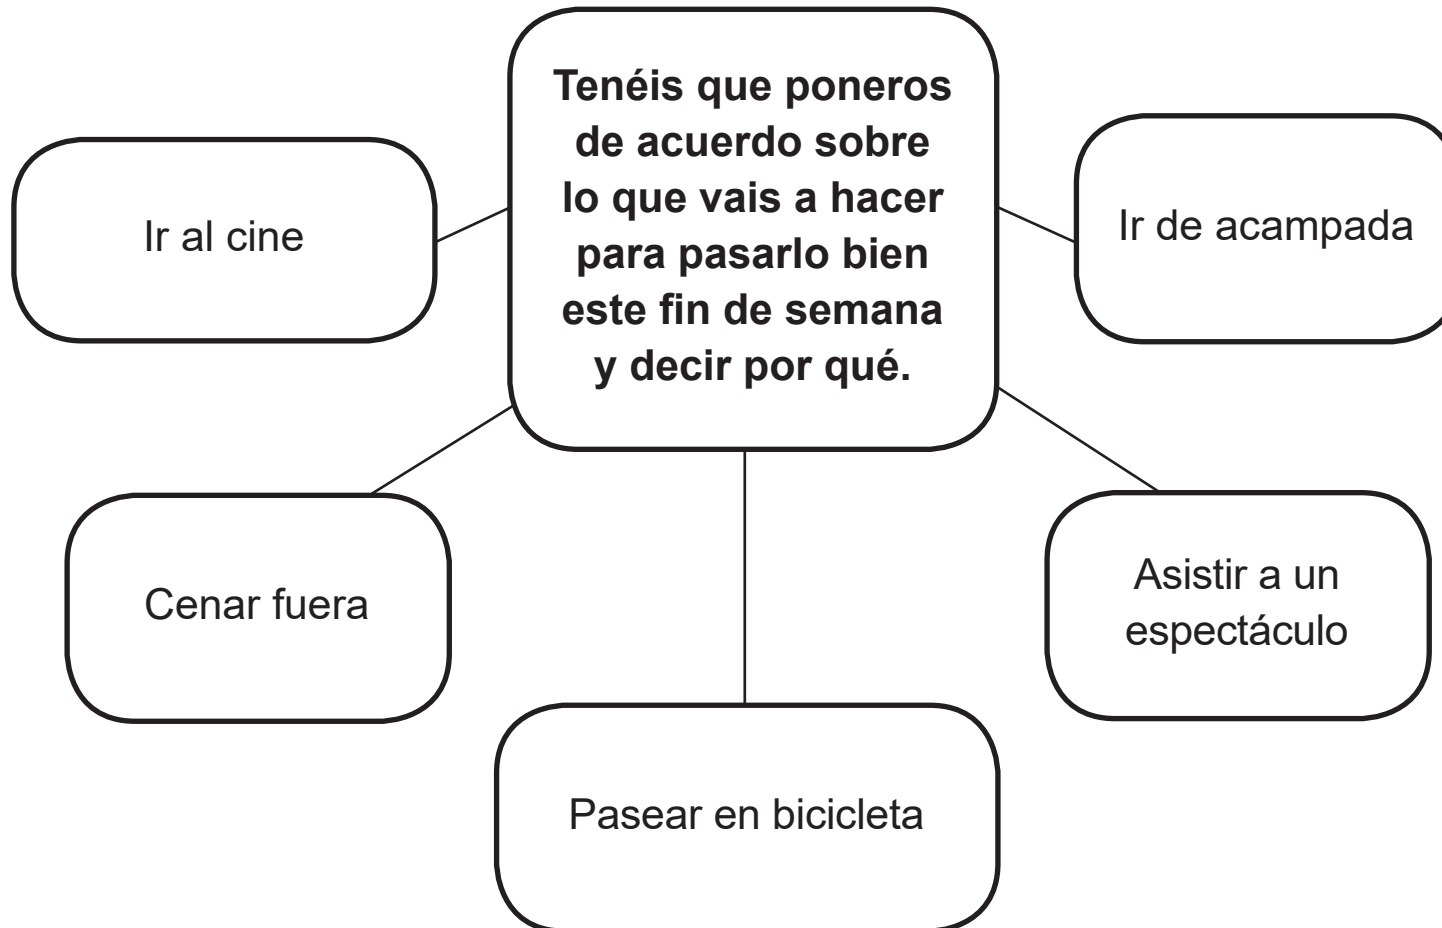 Tenéis que poneros
de acuerdo sobre
lo que vais a hacer
para pasarlo bien
este fin de semana
y decir por qué.
Ir al cine
Ir de acampada
Cenar fuera
Asistir a un
espectáculo
Pasear en bicicleta